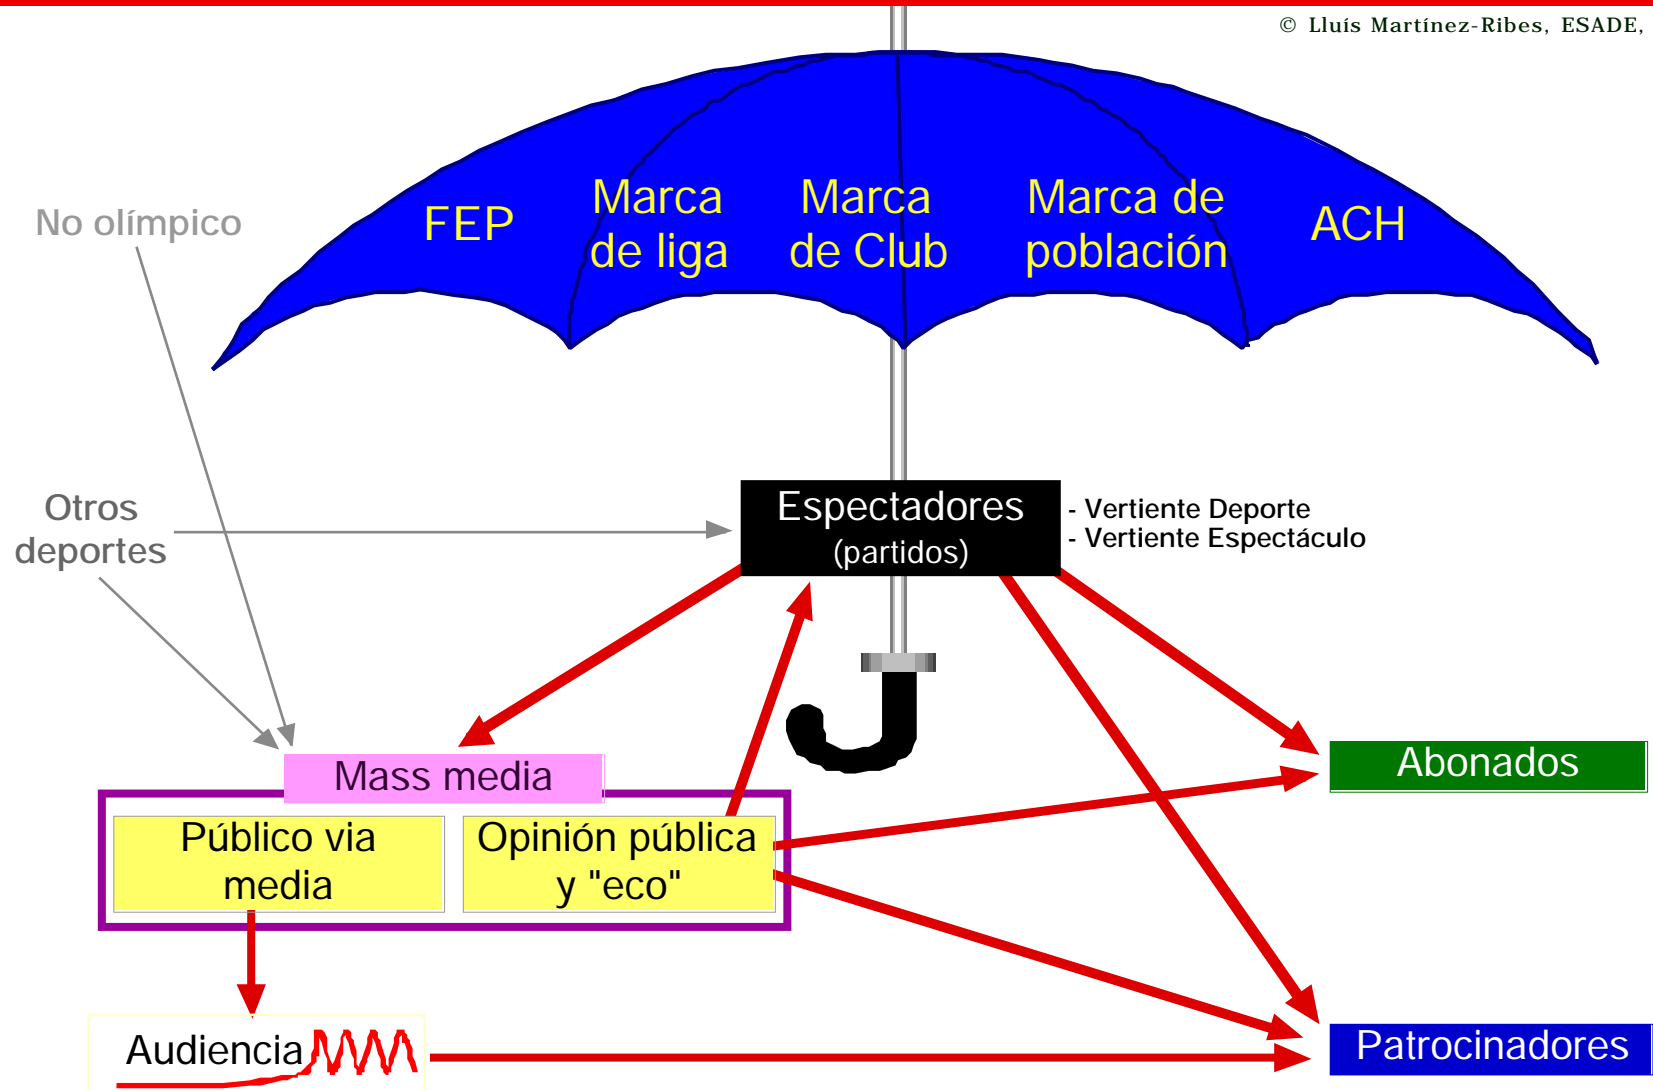 © Lluís Martínez-Ribes, ESADE,
FEP
Marca
de liga
Marca
de Club
Marca de
población
ACH
No olímpico
Otros
deportes
Espectadores
(partidos)
- Vertiente Deporte
- Vertiente Espectáculo
Mass media
Público via
media
Opinión pública
y "eco"
Abonados
Audiencia
Patrocinadores